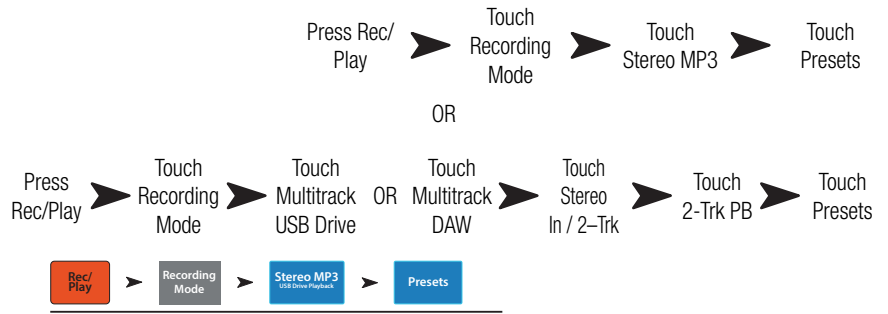 Press Rec/
Play
Touch
Recording
Mode
Touch
Stereo MP3
Touch
Presets
OR
Press
Rec/Play
Touch
Recording
Mode
Touch
Multitrack
USB Drive
OR
Touch
Multitrack
DAW
Touch
Stereo
In / 2–Trk
Touch
2-Trk PB
Touch
Presets
Rec/
Play
Recording
Mode
Stereo MP3
USB Drive Playback
Presets